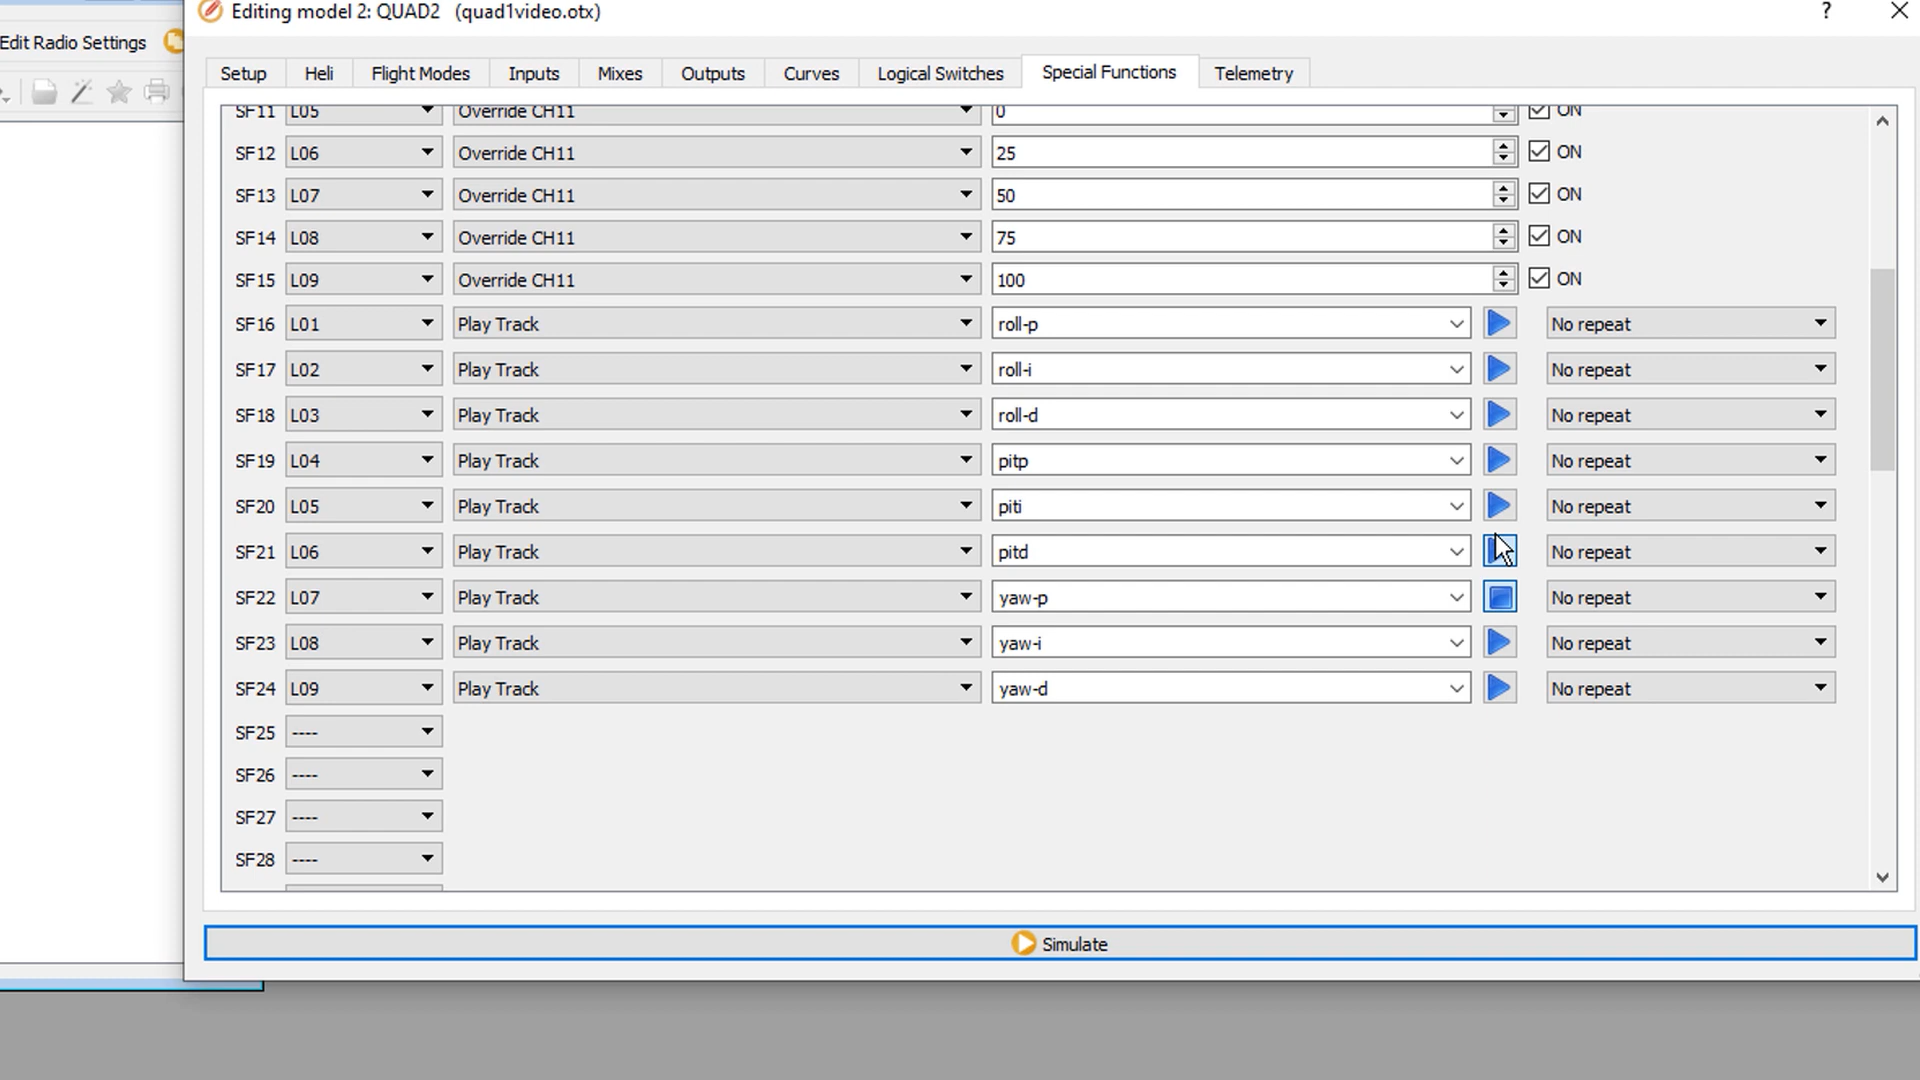 Editing model 2: QUAD2 (quad1video.otx) ?
Edit Radio Settings
Setup Heli Flight Modes Inputs Mixes Outputs Curves Logical Switches Special Functions Telemetry
SF11 L05 Override CH11 0 ON
SF12 L06 Override CH11 25 ON
SF13 L07 Override CH11 50 ON
SF14 L08 Override CH11 75 ON
SF15 L09 Override CH11 100 ON
SF16 L01 Play Track roll-p No repeat
SF17 L02 Play Track roll-i No repeat
SF18 L03 Play Track roll-d No repeat
SF19 L04 Play Track pitp No repeat
SF20 L05 Play Track piti No repeat
SF21 L06 Play Track pitd No repeat
SF22 L07 Play Track yaw-p No repeat
SF23 L08 Play Track yaw-i No repeat
SF24 L09 Play Track yaw-d No repeat
SF25 ----
SF26 ----
SF27 ----
SF28 ----
Simulate